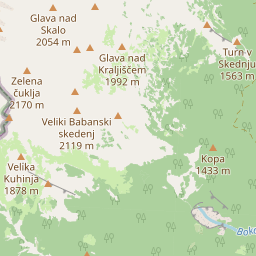 Glava nad
Skalo
2054 m
Glava nad
Kraljiščem
1992 m
Turn v
Skednju
1563 m
Zelena
čuklja
2170 m
Veliki Babanski
skedenj
2119 m
Velika
Kuhinja
1878 m
Kopa
1433 m